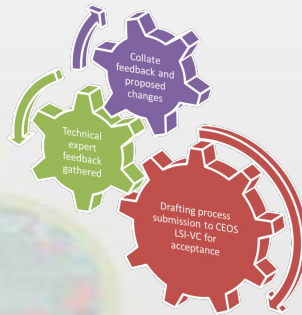 Collate
feedback and
proposed
changes
Technical
expert
feedback
gathered
Drafting process
submission to CEOS
LSI-VC for
acceptance